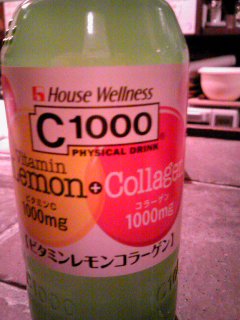 House Wellness
C1000
PHYSICAL DRINK
Vitamin
Lemon + Collagen
ビタミンC
1000mg
コラーゲン
1000mg
【ビタミンレモンコラーゲン】
C1000